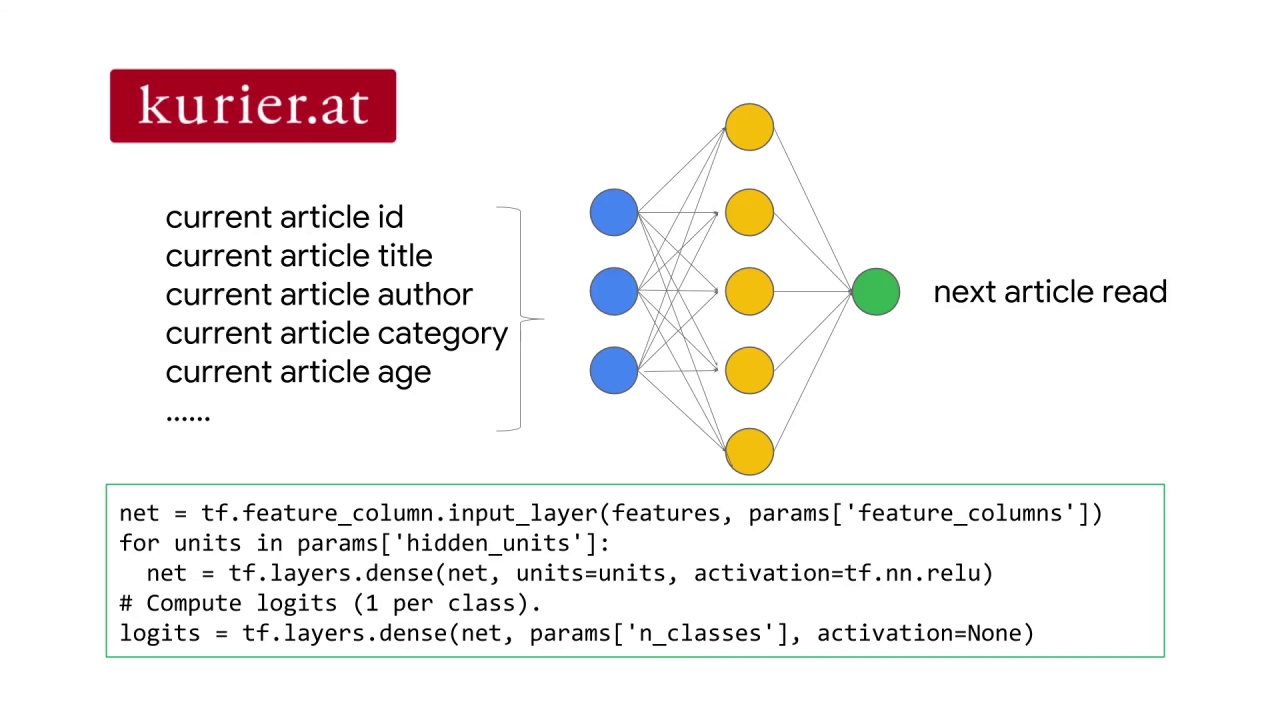 kurier.at
current article id
current article title
current article author
current article category
current article age
......
next article read
net = tf.feature_column.input_layer(features, params['feature_columns'])
for units in params['hidden_units']:
  net = tf.layers.dense(net, units=units, activation=tf.nn.relu)
# Compute logits (1 per class).
logits = tf.layers.dense(net, params['n_classes'], activation=None)